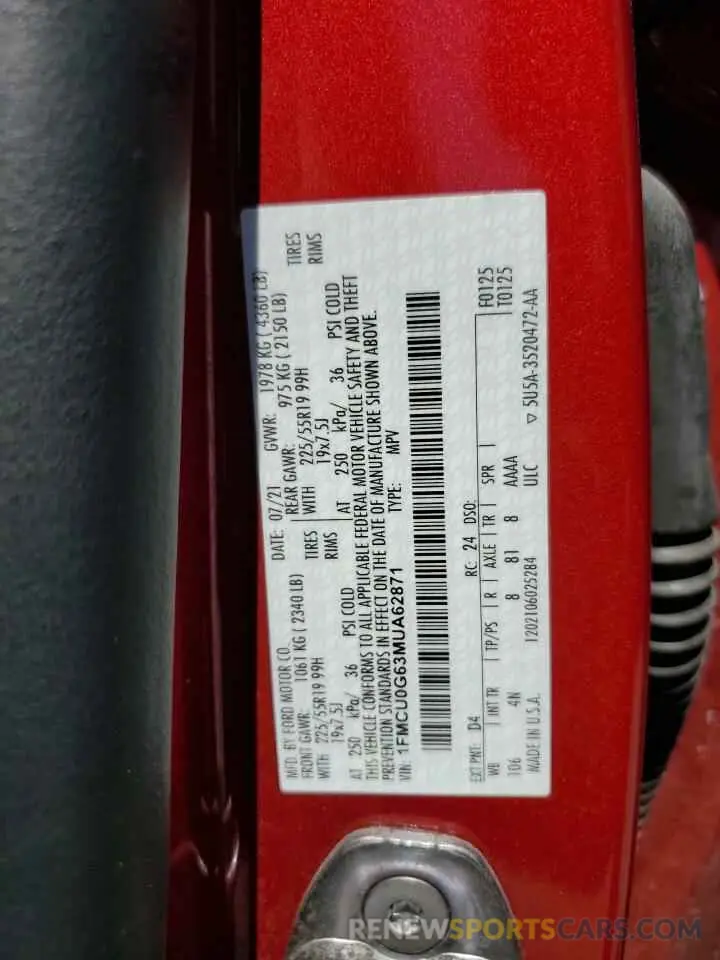 MFD. BY FORD MOTOR CO. DATE: 07/21 GVWR: 1978 KG ( 4360 LB)
FRONT GAWR: 1061 KG ( 2340 LB) REAR GAWR: 975 KG ( 2150 LB)
WITH 225/55R19 99H TIRES WITH 225/55R19 99H TIRES
19x7.5J RIMS 19x7.5J RIMS
AT 250 kPa/ 36 PSI COLD AT 250 kPa/ 36 PSI COLD
THIS VEHICLE CONFORMS TO ALL APPLICABLE FEDERAL MOTOR VEHICLE SAFETY AND THEFT
PREVENTION STANDARDS IN EFFECT ON THE DATE OF MANUFACTURE SHOWN ABOVE.
VIN: 1FMCU0G63MUA62871 TYPE: MPV
EXT PNT: D4 RC: 24 DSO: F0125
WB INT TR TP/PS R AXLE TR SPR T0125
106 4N 8 81 8 AAAA
MADE IN U.S.A. 1202106025284 ULC ▽ 5U5A-3520472-AA
RENEWSPORTSCARS.COM